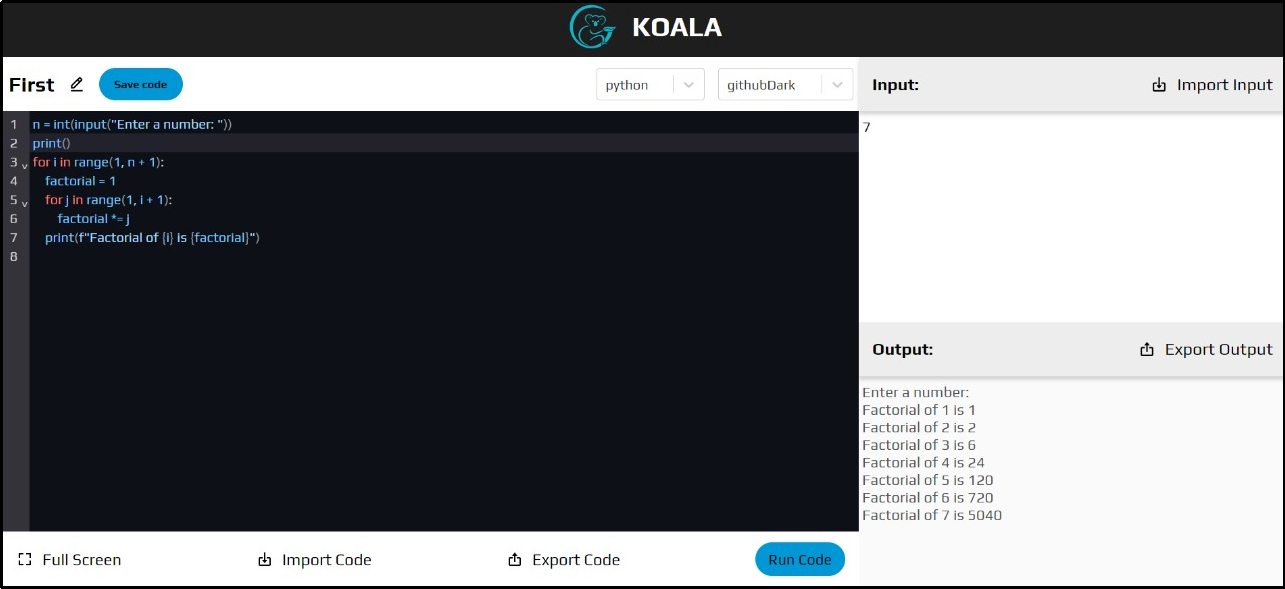 KOALA
First
Save code
python
githubDark
1 n = int(input("Enter a number: "))
2 print()
3 for i in range(1, n + 1):
4 factorial = 1
5 for j in range(1, i + 1):
6 factorial *= j
7 print(f"Factorial of {i} is {factorial}")
8
Full Screen
Import Code
Export Code
Run Code
Input:
Import Input
7
Output:
Export Output
Enter a number:
Factorial of 1 is 1
Factorial of 2 is 2
Factorial of 3 is 6
Factorial of 4 is 24
Factorial of 5 is 120
Factorial of 6 is 720
Factorial of 7 is 5040